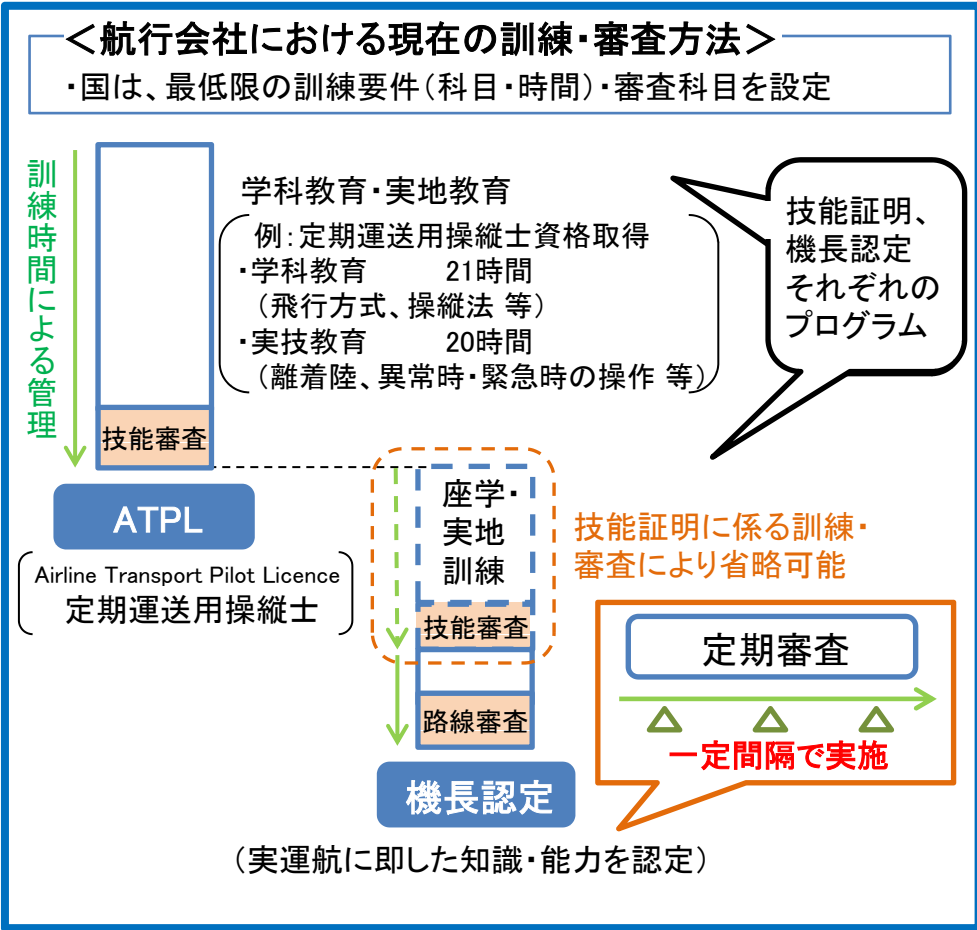 ＜航行会社における現在の訓練・審査方法＞
・国は、最低限の訓練要件（科目・時間）・審査科目を設定
訓練時間による管理
学科教育・実地教育
例：定期運送用操縦士資格取得
・学科教育 21時間
（飛行方式、操縦法 等）
・実技教育 20時間
（離着陸、異常時・緊急時の操作 等）
技能証明、
機長認定
それぞれの
プログラム
技能審査
ATPL
Airline Transport Pilot Licence
定期運送用操縦士
座学・
実地
訓練
技能審査
路線審査
技能証明に係る訓練・
審査により省略可能
定期審査
一定間隔で実施
機長認定
（実運航に即した知識・能力を認定）